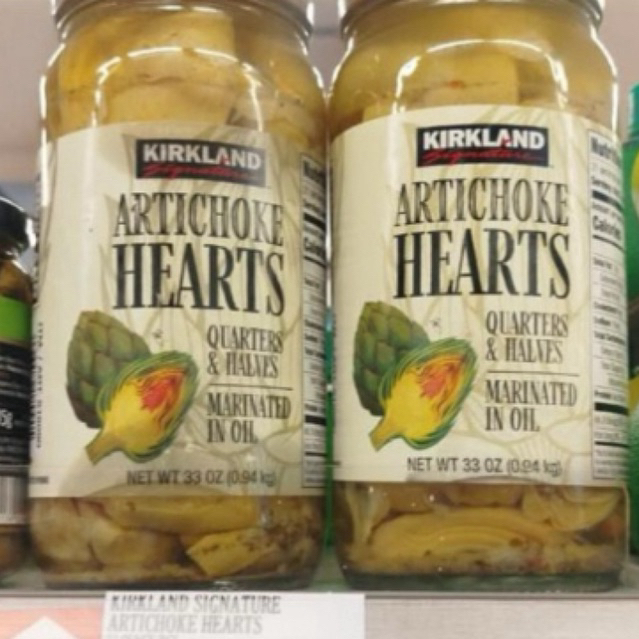 KIRKLAND
Signature
ARTICHOKE
HEARTS
QUARTERS
& HALVES
MARINATED
IN OIL
NET WT 33 OZ (0.94 kg)
KIRKLAND
Signature
ARTICHOKE
HEARTS
QUARTERS
& HALVES
MARINATED
IN OIL
NET WT 33 OZ (0.94 kg)
KIRKLAND SIGNATURE
ARTICHOKE HEARTS